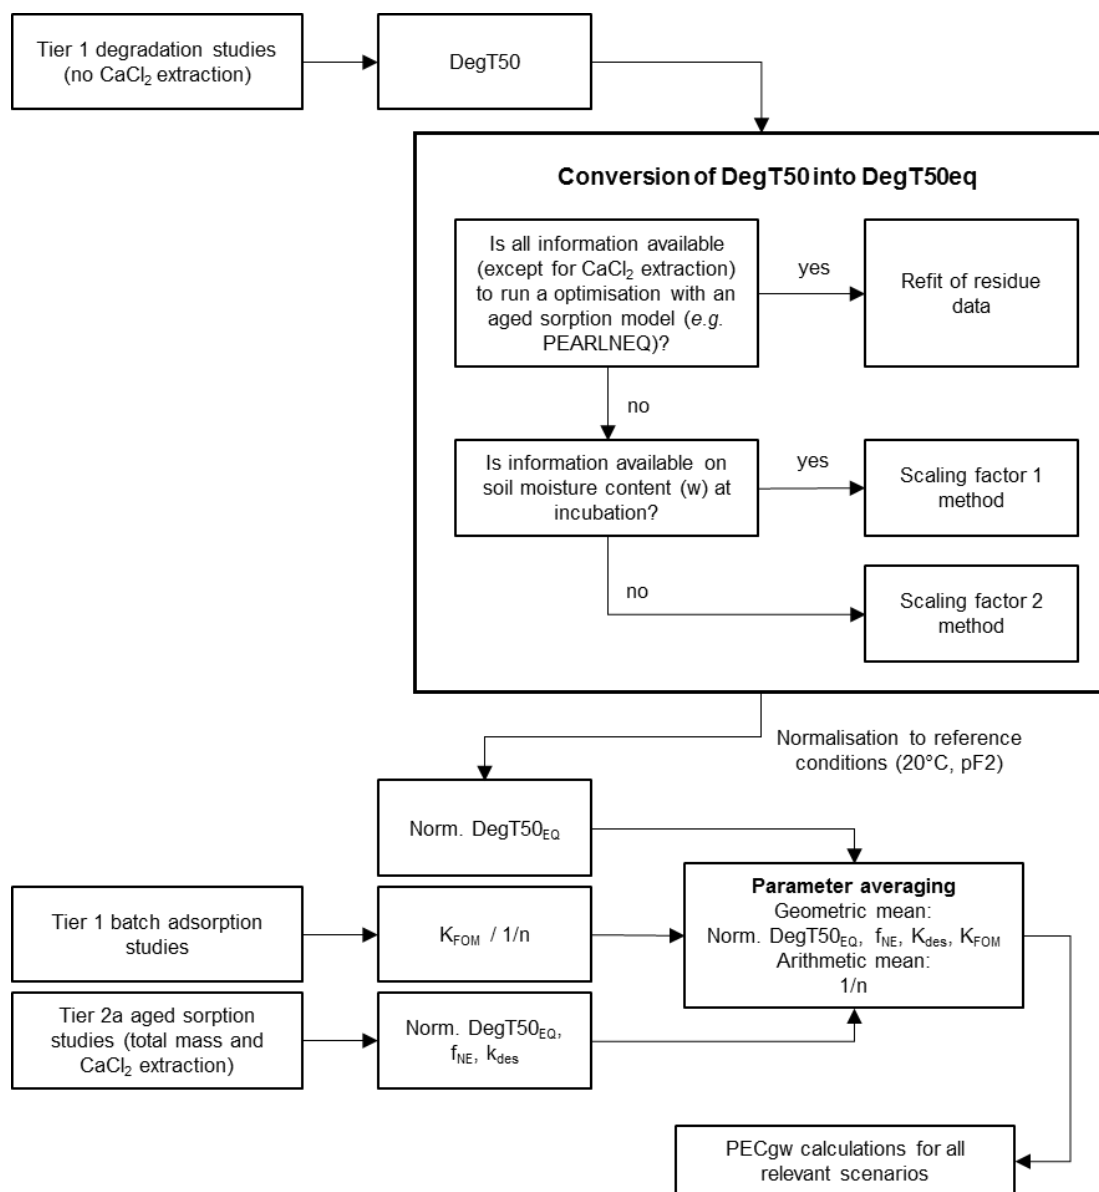 Tier 1 degradation studies
(no CaCl₂ extraction)
DegT50
Conversion of DegT50 into DegT50eq
Is all information available
(except for CaCl₂ extraction)
to run a optimisation with an
aged sorption model (e.g.
PEARLNEQ)?
yes
Refit of residue
data
no
Is information available on
soil moisture content (w) at
incubation?
yes
Scaling factor 1
method
no
Scaling factor 2
method
Normalisation to reference
conditions (20°C, pF2)
Norm. DegT50EQ
Tier 1 batch adsorption
studies
KFOM / 1/n
Parameter averaging
Geometric mean:
Norm. DegT50EQ, fNE, Kdes, KFOM
Arithmetic mean:
1/n
Tier 2a aged sorption
studies (total mass and
CaCl₂ extraction)
Norm. DegT50EQ,
fNE, kdes
PECgw calculations for all
relevant scenarios